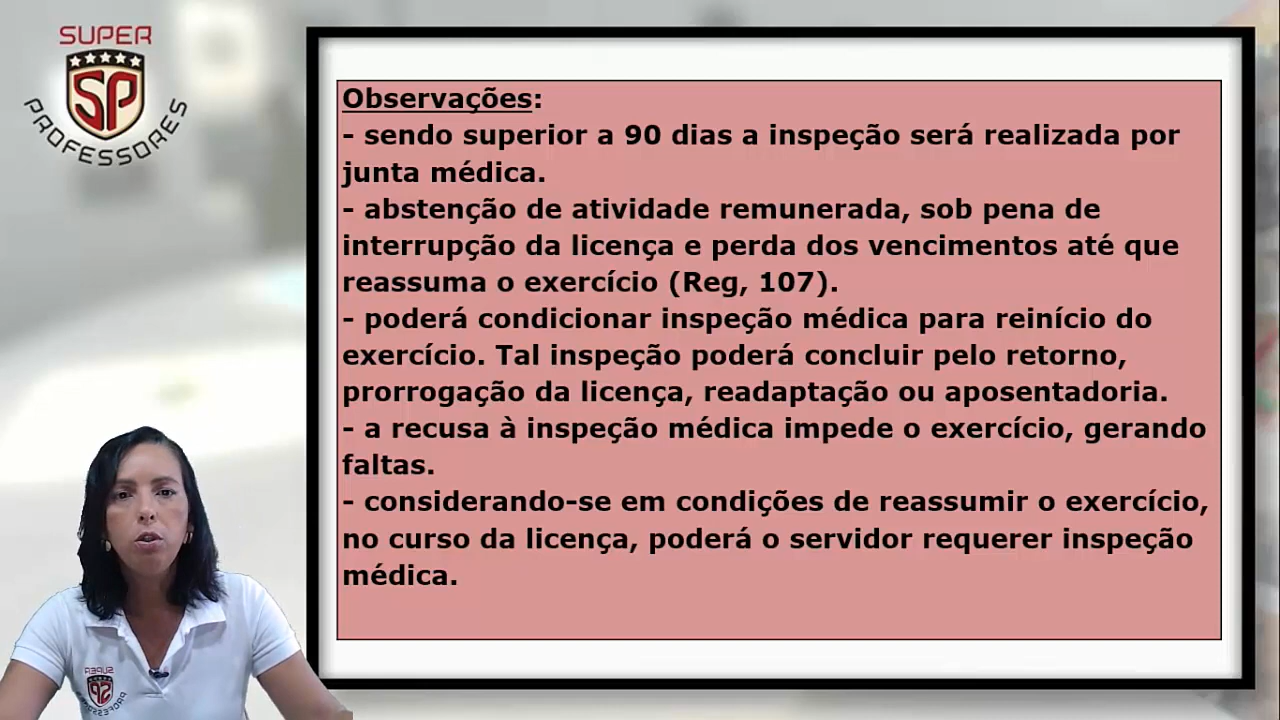 SUPER
SP
PROFESSORES
Observações:
- sendo superior a 90 dias a inspeção será realizada por
junta médica.
- abstenção de atividade remunerada, sob pena de
interrupção da licença e perda dos vencimentos até que
reassuma o exercício (Reg, 107).
- poderá condicionar inspeção médica para reinício do
exercício. Tal inspeção poderá concluir pelo retorno,
prorrogação da licença, readaptação ou aposentadoria.
- a recusa à inspeção médica impede o exercício, gerando
faltas.
- considerando-se em condições de reassumir o exercício,
no curso da licença, poderá o servidor requerer inspeção
médica.
SUPER
SP
PROFESSORES